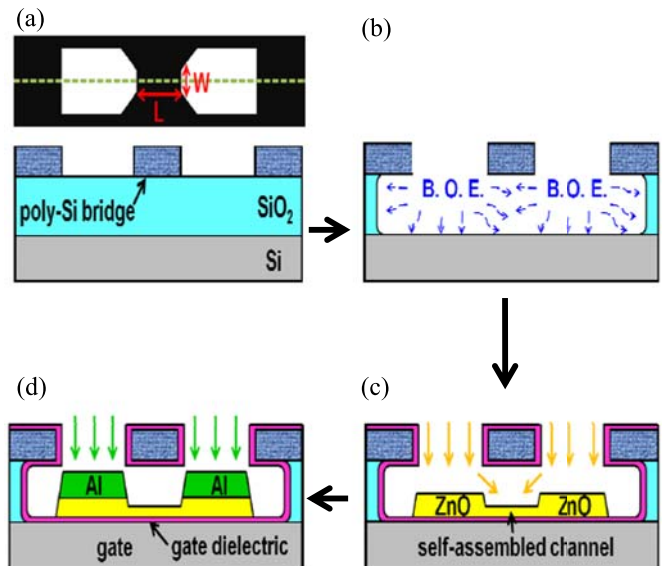 (a)
W
L
poly-Si bridge
SiO2
Si
(b)
B. O. E. B. O. E.
(d)
Al Al
gate
gate dielectric
(c)
ZnO ZnO
self-assembled channel